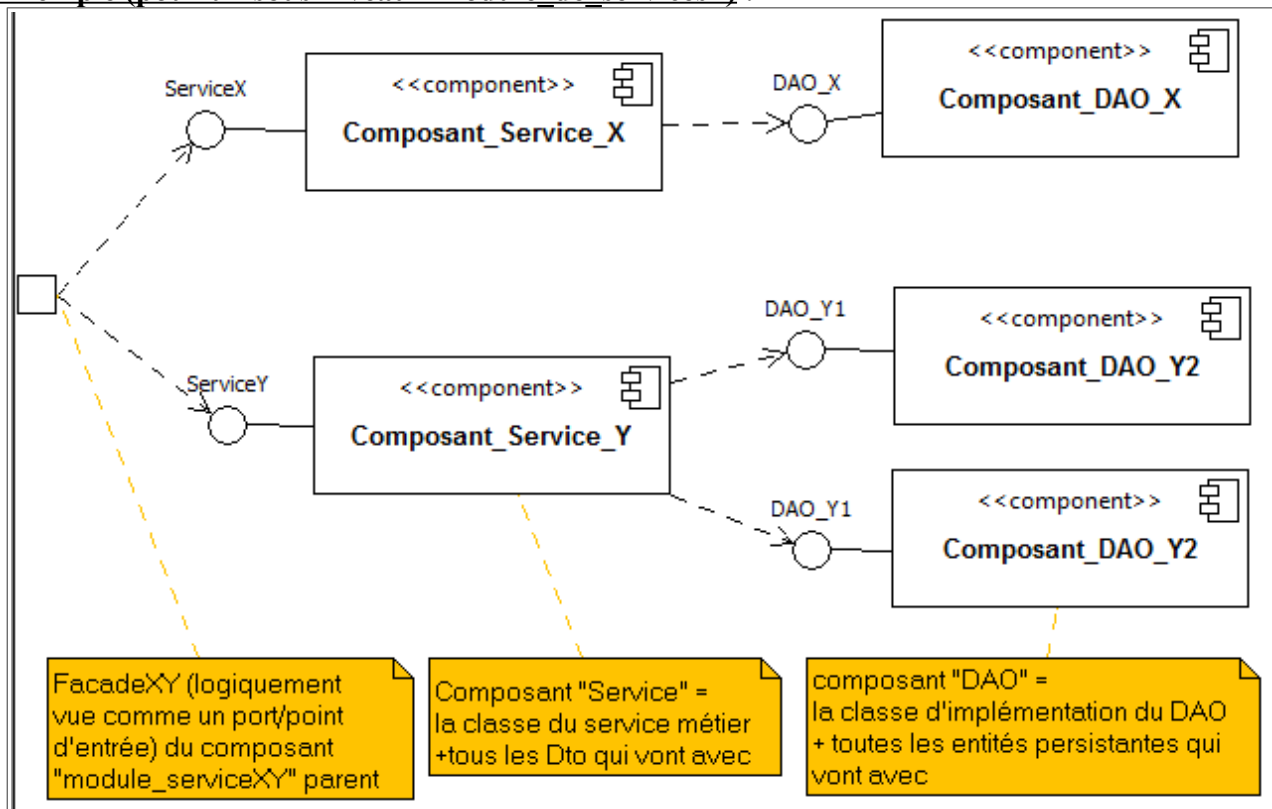 ServiceX
<<component>>
Composant_Service_X
DAO_X
<<component>>
Composant_DAO_X
ServiceY
<<component>>
Composant_Service_Y
DAO_Y1
<<component>>
Composant_DAO_Y2
DAO_Y1
<<component>>
Composant_DAO_Y2
FacadeXY (logiquement
vue comme un port/point
d'entrée) du composant
"module_serviceXY" parent
Composant "Service" =
la classe du service métier
+tous les Dto qui vont avec
composant "DAO" =
la classe d'implémentation du DAO
+ toutes les entités persistantes qui
vont avec